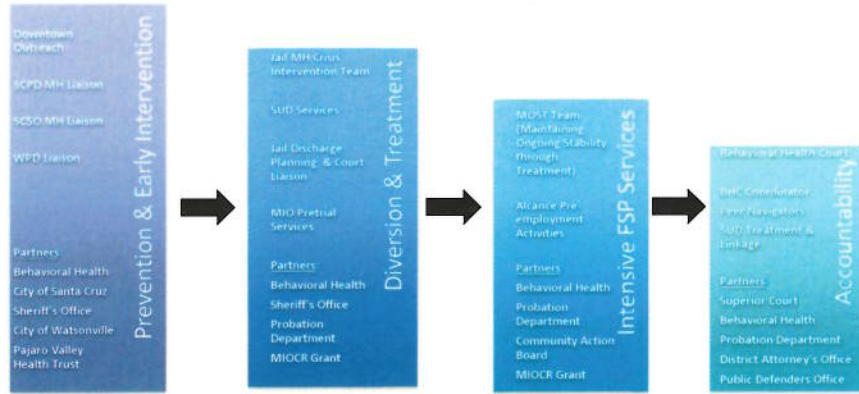 Downtown
Outreach
SCPD MH Liaison
SCSO MH Liaison
WPD Liaison
Partners
Behavioral Health
City of Santa Cruz
Sheriff's Office
City of Watsonville
Pajaro Valley
Health Trust
Prevention & Early Intervention
Jail MH Crisis
Intervention Team
SUD Services
Jail Discharge
Planning & Court
Liaison
MIO Pretrial
Services
Partners
Behavioral Health
Sheriff's Office
Probation
Department
MIOCR Grant
Diversion & Treatment
MOST Team
(Maintaining
Ongoing Stability
through
Treatment)
Alcance Pre
employment
Activities
Partners
Behavioral Health
Probation
Department
Community Action
Board
MIOCR Grant
Intensive FSP Services
Behavioral Health Court
BHC Coordinator
Peer Navigators
SUD Treatment &
Linkage
Partners
Superior Court
Behavioral Health
Probation Department
District Attorney's Office
Public Defenders Office
Accountability